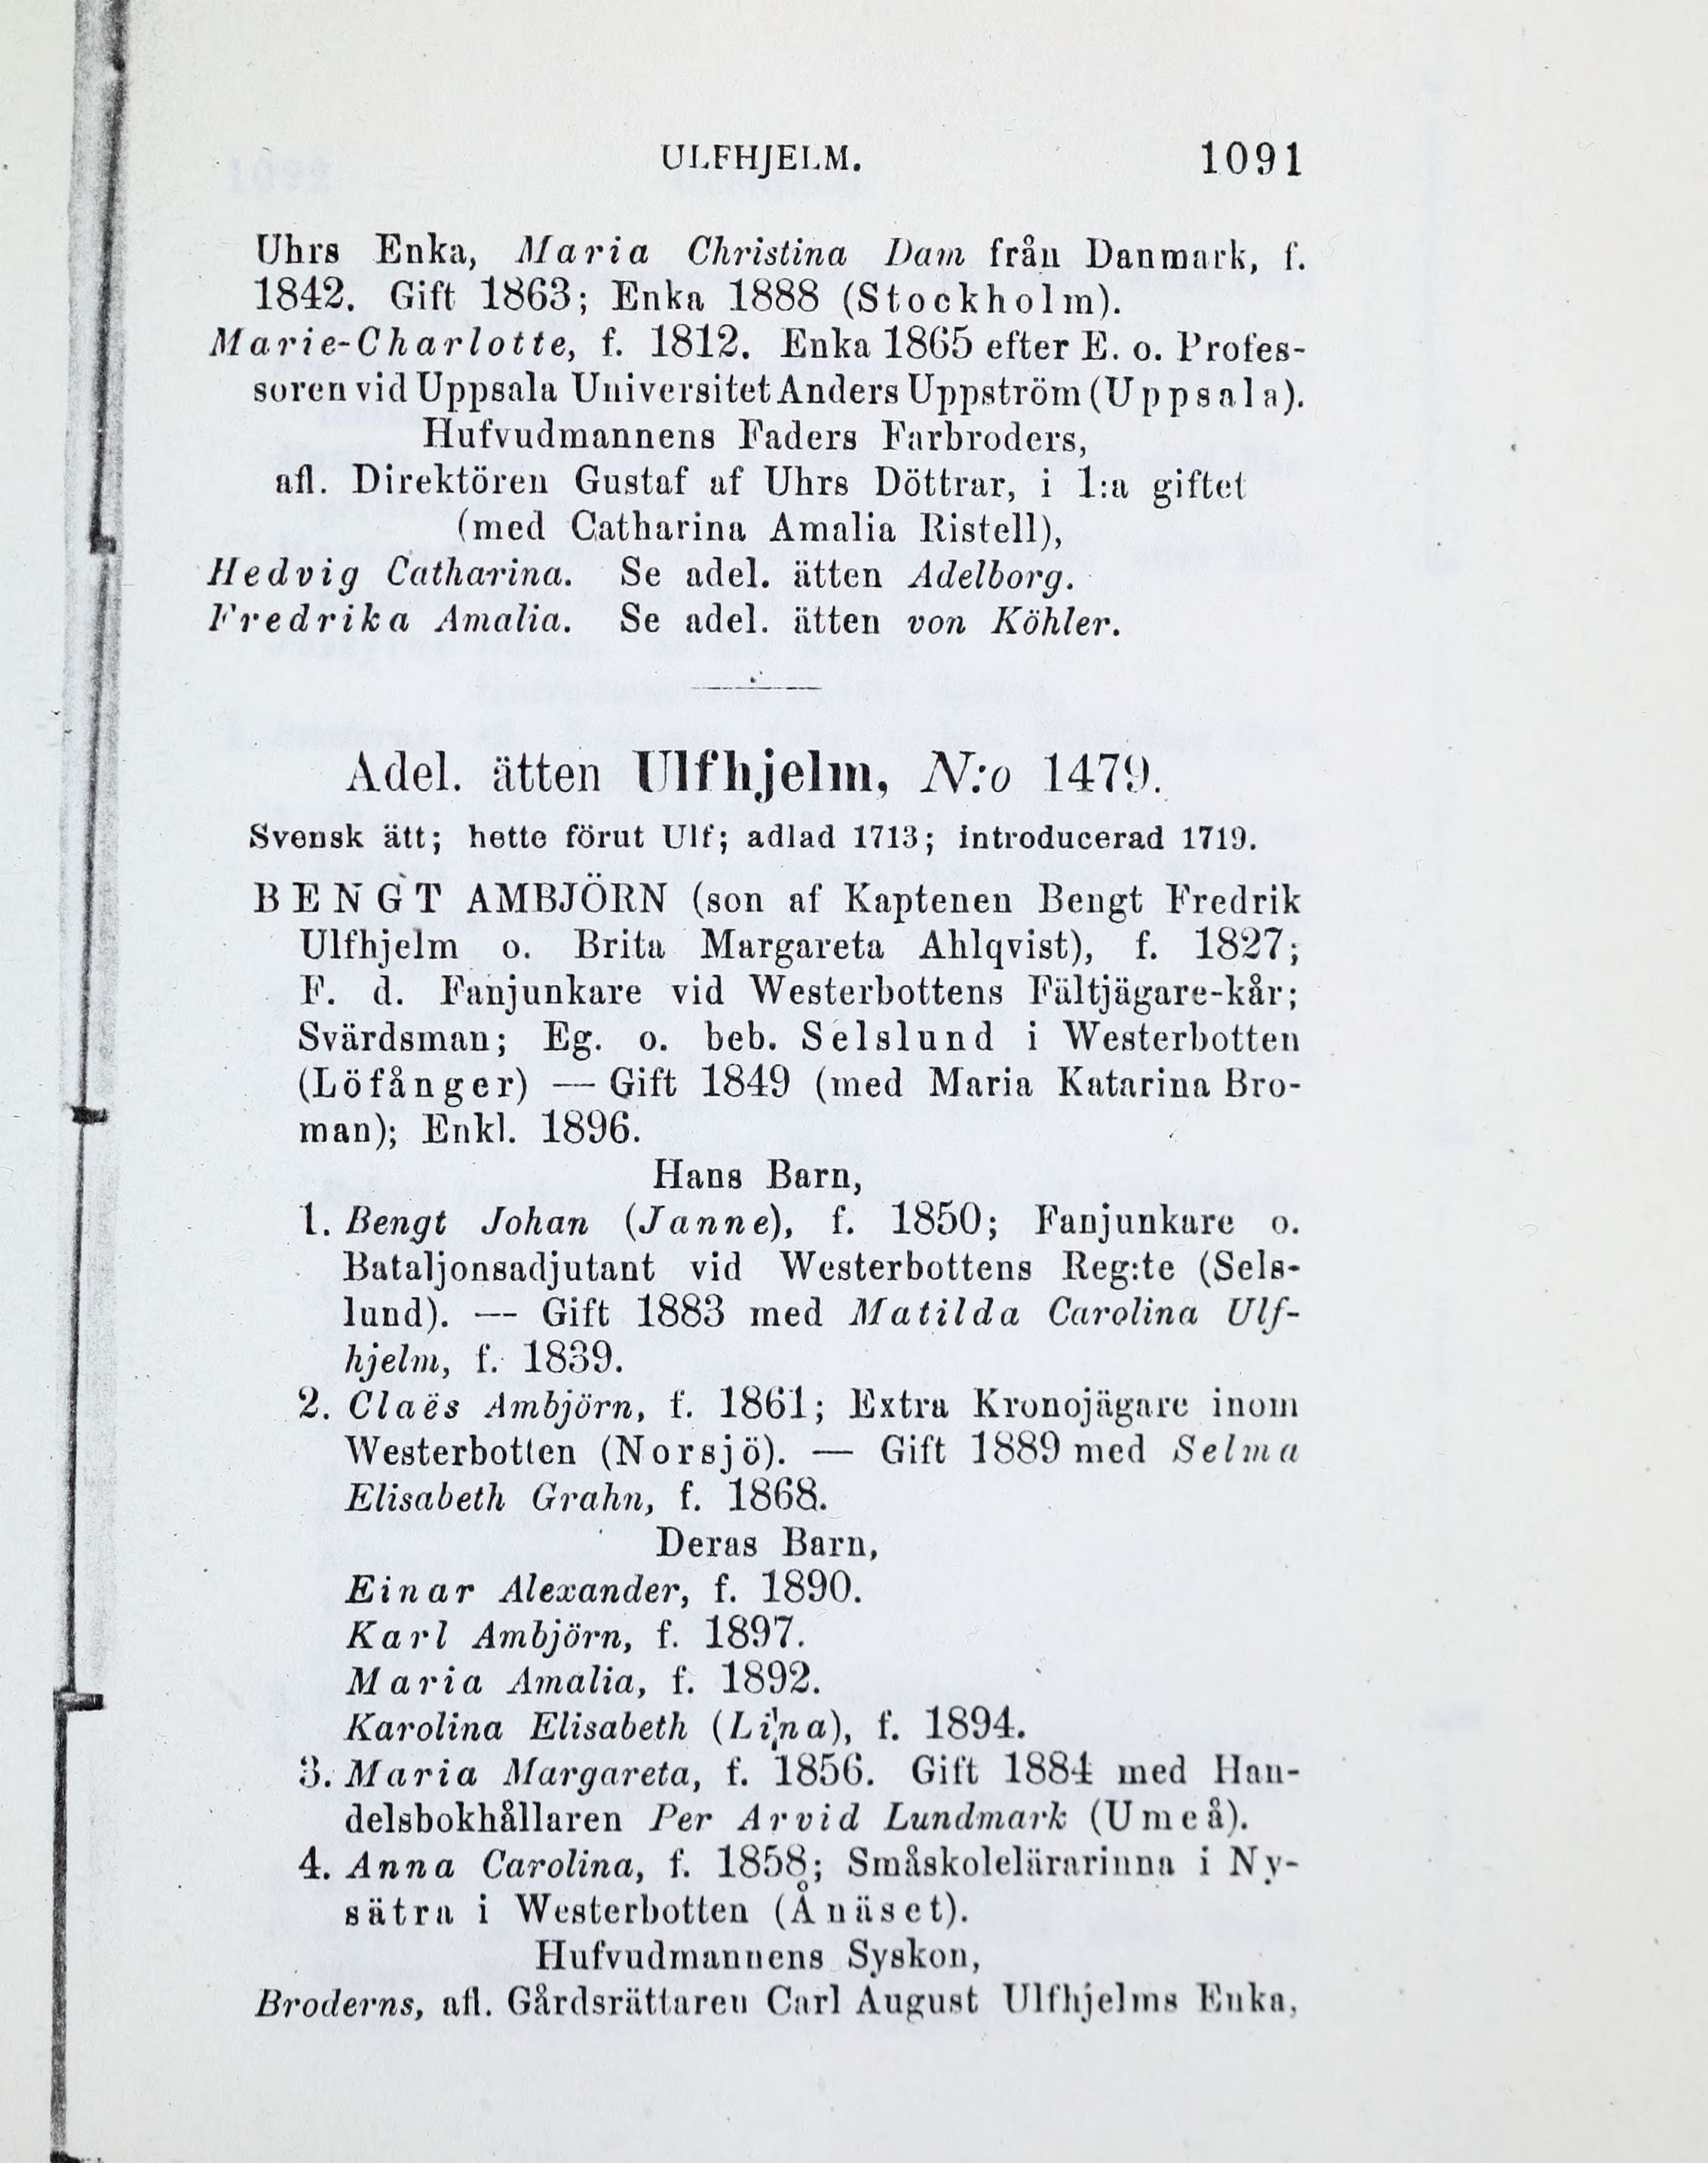 ULFHJELM. 1091
Uhrs Enka, Maria Christina Dam från Danmark, f.
1842. Gift 1863; Enka 1888 (Stockholm).
Marie-Charlotte, f. 1812. Enka 1865 efter E. o. Profes-
soren vid Uppsala Universitet Anders Uppström (Uppsala).
Hufvudmannens Faders Farbroders,
afl. Direktören Gustaf af Uhrs Döttrar, i 1:a giftet
(med Catharina Amalia Ristell),
Hedvig Catharina. Se adel. ätten Adelborg.
Fredrika Amalia. Se adel. ätten von Köhler.
Adel. ätten Ulfhjelm, N:o 1479.
Svensk ätt; hette förut Ulf; adlad 1713; introducerad 1719.
BENGT AMBJÖRN (son af Kaptenen Bengt Fredrik
Ulfhjelm o. Brita Margareta Ahlqvist), f. 1827;
F. d. Fanjunkare vid Westerbottens Fältjägare-kår;
Svärdsman; Eg. o. beb. Selslund i Westerbotten
(Löfånger) — Gift 1849 (med Maria Katarina Bro-
man); Enkl. 1896.
Hans Barn,
1. Bengt Johan (Janne), f. 1850; Fanjunkare o.
Bataljonsadjutant vid Westerbottens Reg:te (Sels-
lund). — Gift 1883 med Matilda Carolina Ulf-
hjelm, f. 1839.
2. Claës Ambjörn, f. 1861; Extra Kronojägare inom
Westerbotten (Norsjö). — Gift 1889 med Selma
Elisabeth Grahn, f. 1868.
Deras Barn,
Einar Alexander, f. 1890.
Karl Ambjörn, f. 1897.
Maria Amalia, f. 1892.
Karolina Elisabeth (Lina), f. 1894.
3. Maria Margareta, f. 1856. Gift 1884 med Han-
delsbokhållaren Per Arvid Lundmark (Umeå).
4. Anna Carolina, f. 1858; Småskolelärarinna i Ny-
sätra i Westerbotten (Ånäset).
Hufvudmannens Syskon,
Broderns, afl. Gårdsrättaren Carl August Ulfhjelms Enka,